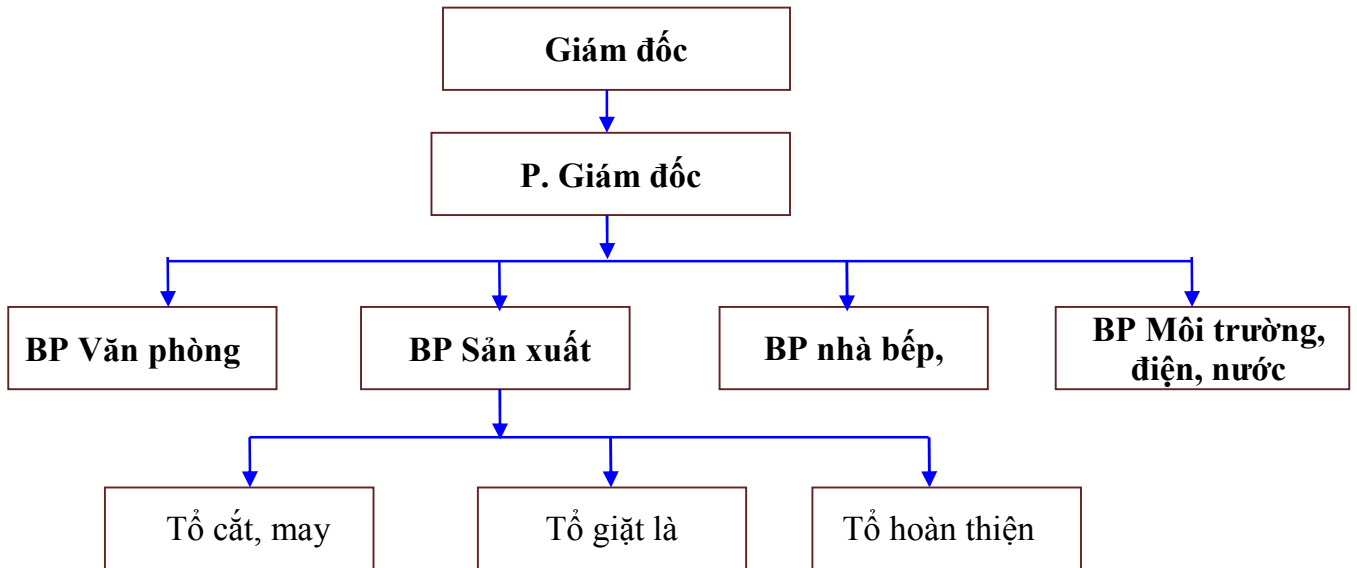 Giám đốc
P. Giám đốc
BP Văn phòng
BP Sản xuất
BP nhà bếp,
BP Môi trường,
điện, nước
Tổ cắt, may
Tổ giặt là
Tổ hoàn thiện